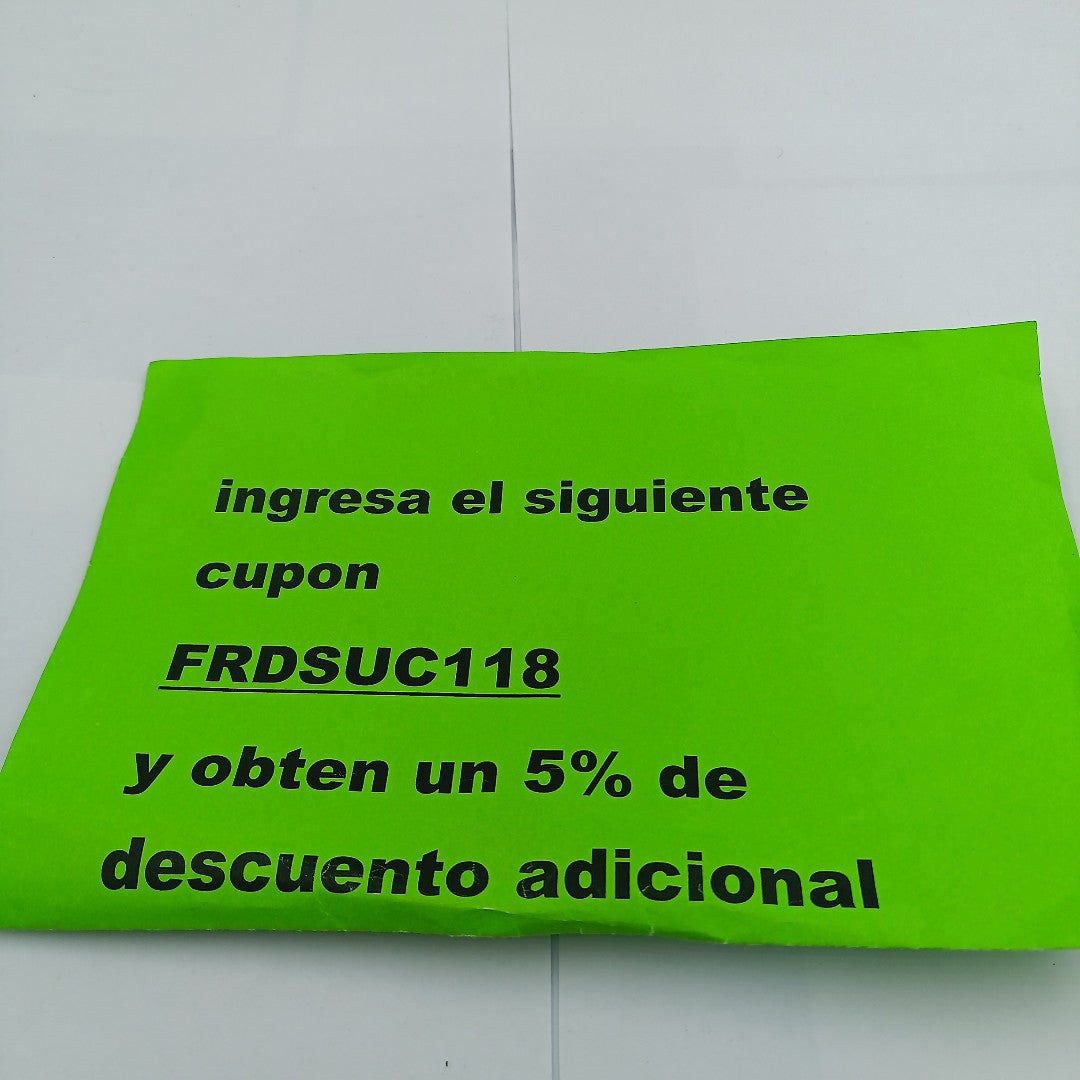 ingresa el siguiente
cupon
FRDSUC118
y obten un 5% de
descuento adicional